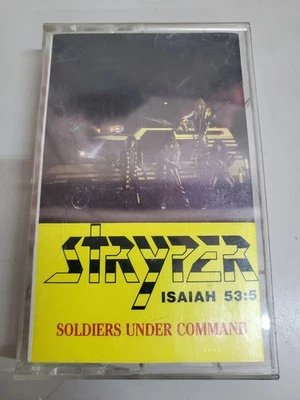 STRYPER
ISAIAH 53:5
SOLDIERS UNDER COMMAND